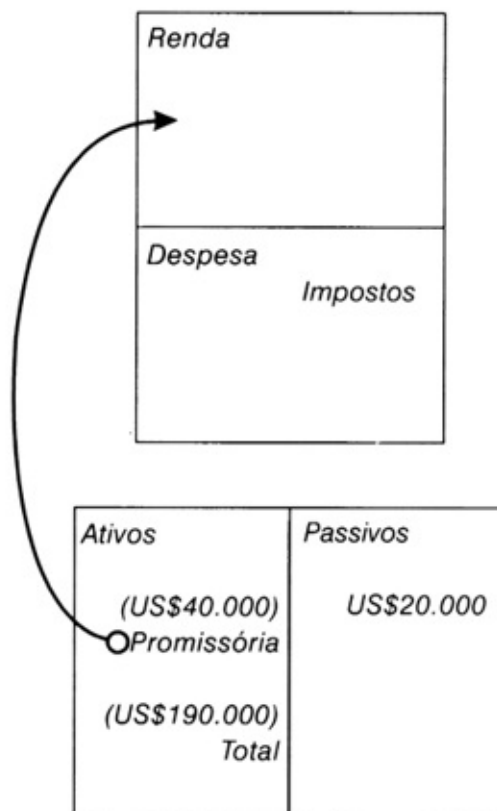 Renda
Despesa
Impostos
Ativos
(US$40.000)
Promissória
(US$190.000)
Total
Passivos
US$20.000